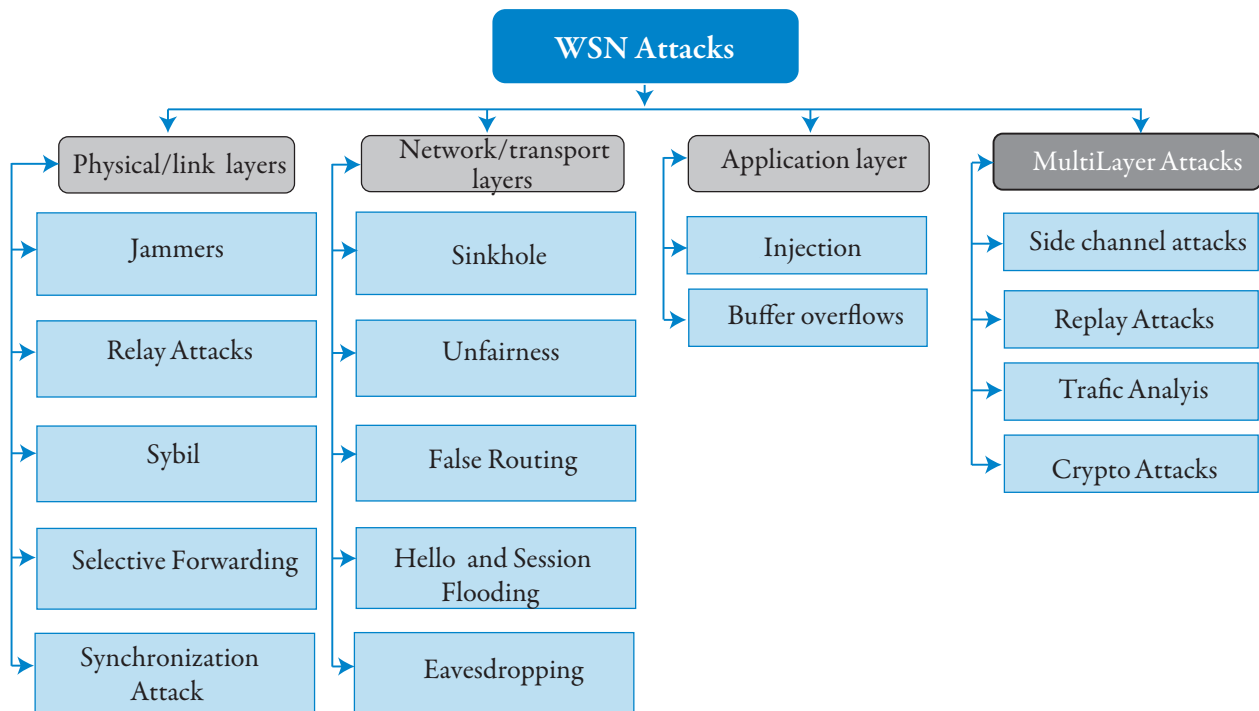 WSN Attacks
Physical/link layers
Jammers
Relay Attacks
Sybil
Selective Forwarding
Synchronization
Attack
Network/transport
layers
Sinkhole
Unfairness
False Routing
Hello and Session
Flooding
Eavesdropping
Application layer
Injection
Buffer overflows
MultiLayer Attacks
Side channel attacks
Replay Attacks
Trafic Analyis
Crypto Attacks